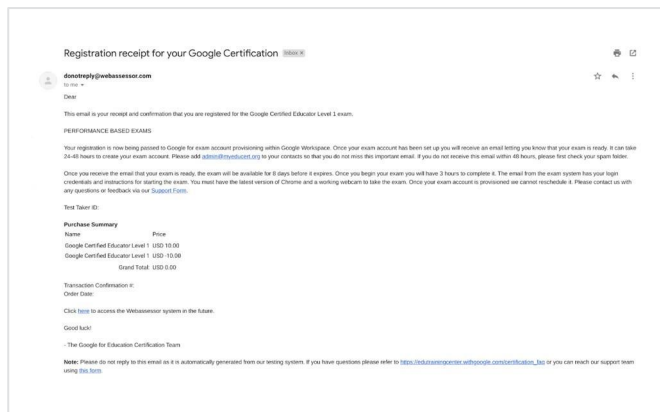 Registration receipt for your Google Certification Inbox ×
donotreply@webassessor.com
to me
Dear
This email is your receipt and confirmation that you are registered for the Google Certified Educator Level 1 exam.
PERFORMANCE BASED EXAMS
Your registration is now being passed to Google for exam account provisioning within Google Workspace. Once your exam account has been set up you will receive an email letting you know that your exam is ready. It can take
24-48 hours to create your exam account. Please add admin@myeducert.org to your contacts so that you do not miss this important email. If you do not receive this email within 48 hours, please first check your spam folder.
Once you receive the email that your exam is ready, the exam will be available for 8 days before it expires. Once you begin your exam you will have 3 hours to complete it. The email from the exam system has your login
credentials and instructions for starting the exam. You must have the latest version of Chrome and a working webcam to take the exam. Once your exam account is provisioned we cannot reschedule it. Please contact us with
any questions or feedback via our Support Form.
Test Taker ID:
Purchase Summary
Name Price
Google Certified Educator Level 1 USD 10.00
Google Certified Educator Level 1 USD -10.00
Grand Total: USD 0.00
Transaction Confirmation #:
Order Date:
Click here to access the Webassessor system in the future.
Good luck!
- The Google for Education Certification Team
Note: Please do not reply to this email as it is automatically generated from our testing system. If you have questions please refer to https://edutrainingcenter.withgoogle.com/certification_faq or you can reach our support team
using this form.